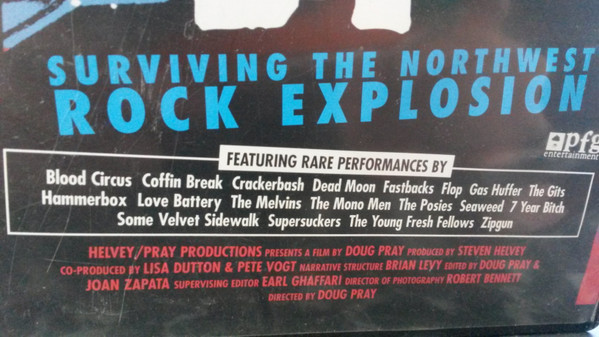 SURVIVING THE NORTHWEST
ROCK EXPLOSION
pfg
entertainment
FEATURING RARE PERFORMANCES BY
Blood Circus Coffin Break Crackerbash Dead Moon Fastbacks Flop Gas Huffer The Gits
Hammerbox Love Battery The Melvins The Mono Men The Posies Seaweed 7 Year Bitch
Some Velvet Sidewalk Supersuckers The Young Fresh Fellows Zipgun
HELVEY/PRAY PRODUCTIONS PRESENTS A FILM BY DOUG PRAY PRODUCED BY STEVEN HELVEY
CO-PRODUCED BY LISA DUTTON & PETE VOGT NARRATIVE STRUCTURE BRIAN LEVY EDITED BY DOUG PRAY &
JOAN ZAPATA SUPERVISING EDITOR EARL GHAFFARI DIRECTOR OF PHOTOGRAPHY ROBERT BENNETT
DIRECTED BY DOUG PRAY